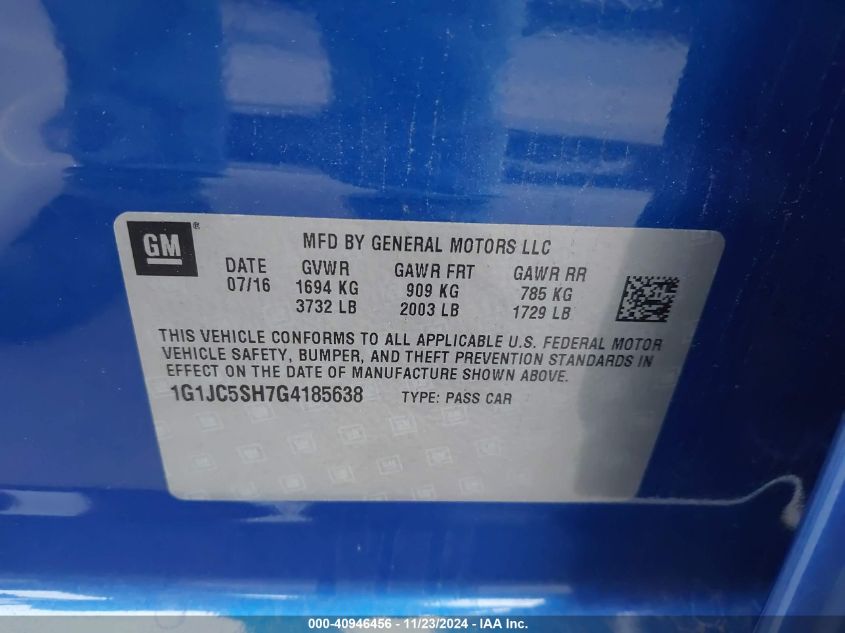 GM®
MFD BY GENERAL MOTORS LLC
DATE GVWR GAWR FRT GAWR RR
07/16 1694 KG 909 KG 785 KG
3732 LB 2003 LB 1729 LB
THIS VEHICLE CONFORMS TO ALL APPLICABLE U.S. FEDERAL MOTOR
VEHICLE SAFETY, BUMPER, AND THEFT PREVENTION STANDARDS IN
EFFECT ON THE DATE OF MANUFACTURE SHOWN ABOVE.
1G1JC5SH7G4185638 TYPE: PASS CAR
000-40946456 - 11/23/2024 - IAA Inc.